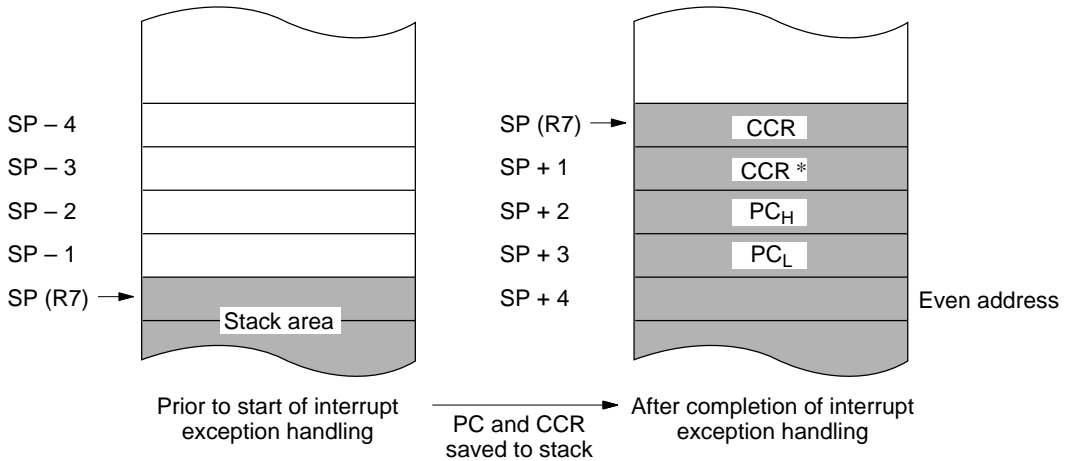 SP – 4
SP – 3
SP – 2
SP – 1
SP (R7)
Stack area
SP (R7)
SP + 1
SP + 2
SP + 3
SP + 4
CCR
CCR *
PCH
PCL
Even address
Prior to start of interrupt
exception handling
PC and CCR
saved to stack
After completion of interrupt
exception handling